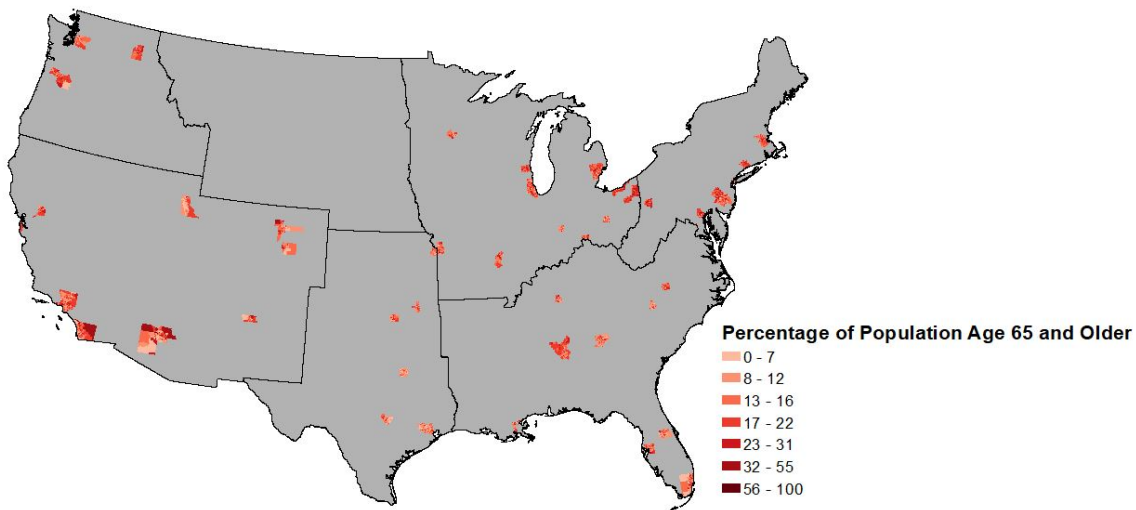 Percentage of Population Age 65 and Older
0 - 7
8 - 12
13 - 16
17 - 22
23 - 31
32 - 55
56 - 100